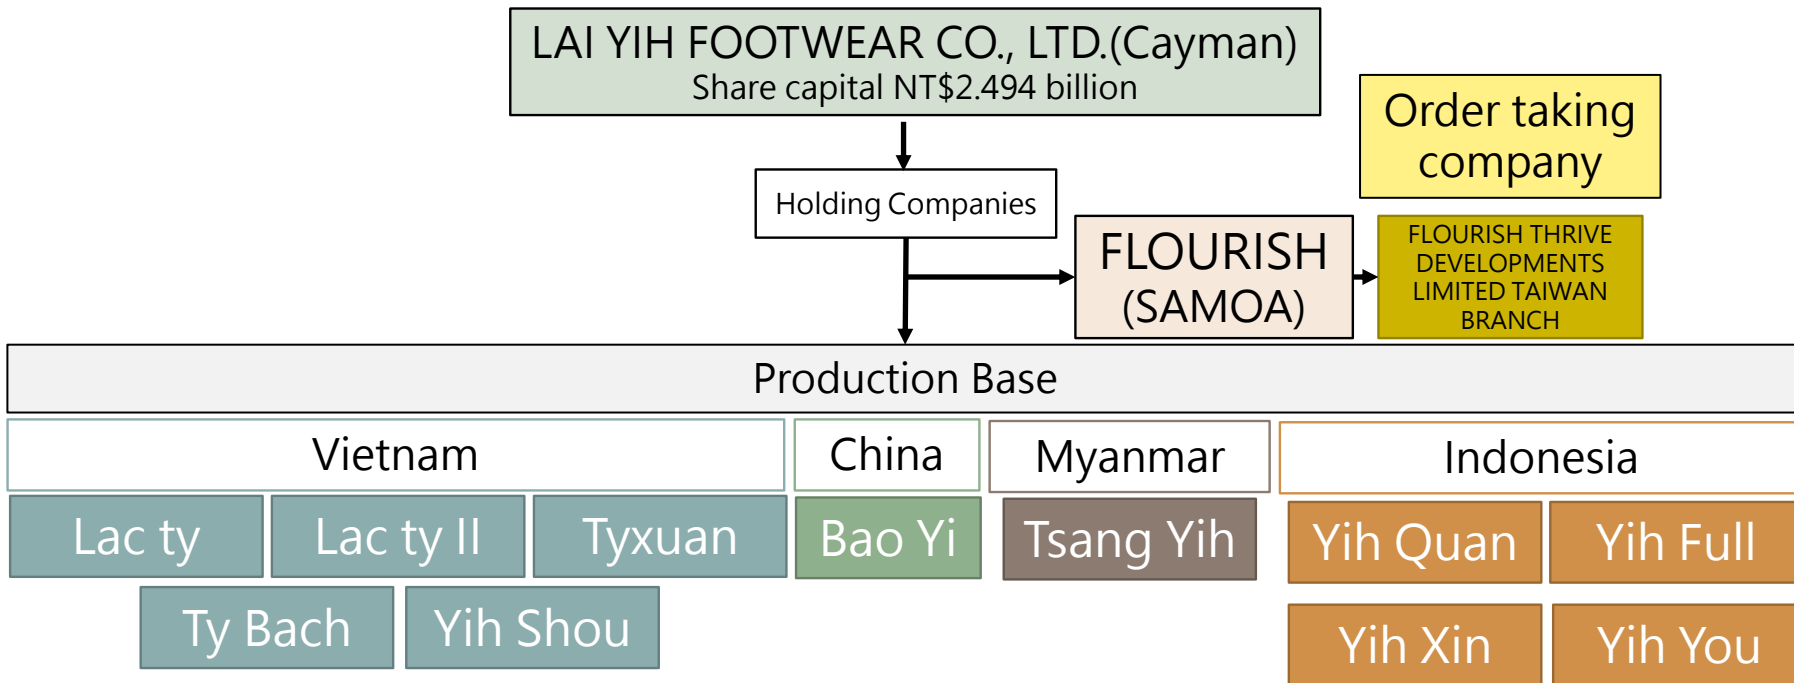 LAI YIH FOOTWEAR CO., LTD.(Cayman)
Share capital NT$2.494 billion
Order taking
company
Holding Companies
FLOURISH
(SAMOA)
FLOURISH THRIVE
DEVELOPMENTS
LIMITED TAIWAN
BRANCH
Production Base
Vietnam
China
Myanmar
Indonesia
Lac ty
Lac ty II
Tyxuan
Bao Yi
Tsang Yih
Yih Quan
Yih Full
Ty Bach
Yih Shou
Yih Xin
Yih You